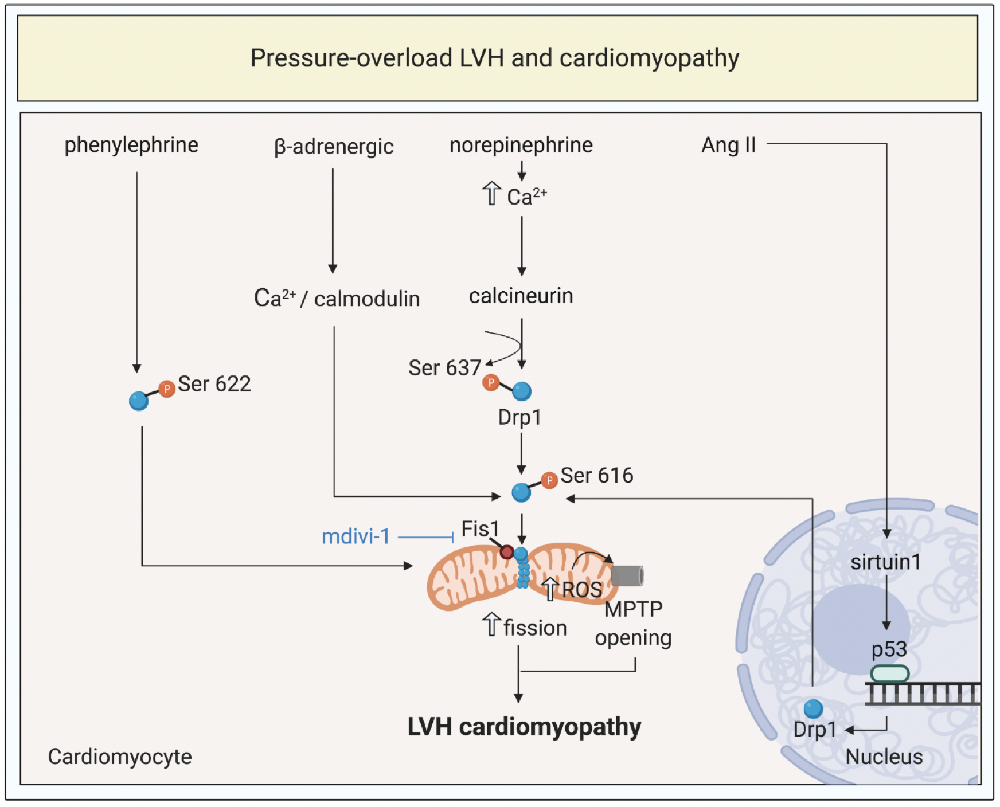 Pressure-overload LVH and cardiomyopathy
phenylephrine
β-adrenergic
norepinephrine
Ang II
Ca²⁺
Ca²⁺ / calmodulin
calcineurin
Ser 637
P
P
Ser 622
Drp1
P
Ser 616
Fis1
mdivi-1
sirtuin1
ROS
MPTP
opening
fission
p53
LVH cardiomyopathy
Drp1
Cardiomyocyte
Nucleus